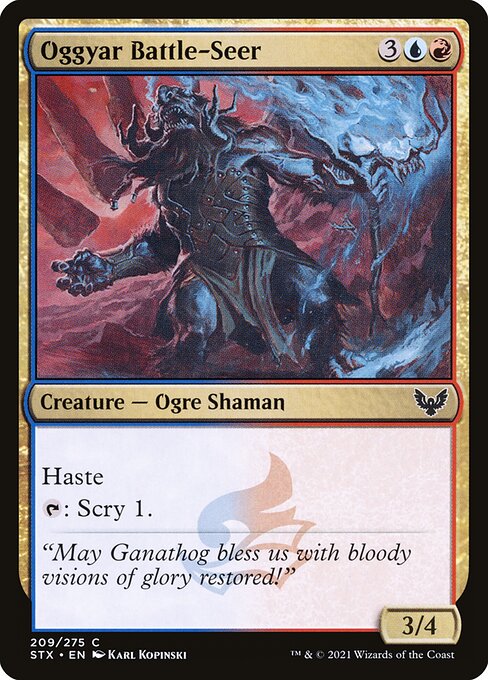 Oggyar Battle-Seer 3
Creature — Ogre Shaman
Haste
: Scry 1.
“May Ganathog bless us with bloody
visions of glory restored!”
3/4
209/275 C
STX • EN Karl Kopinski
™ & © 2021 Wizards of the Coast